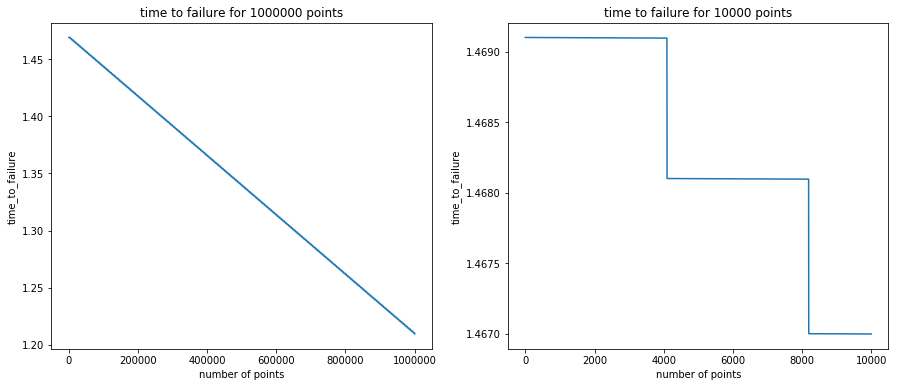 time to failure for 1000000 points
time_to_failure
1.45
1.40
1.35
1.30
1.25
1.20
0 200000 400000 600000 800000 1000000
number of points
time to failure for 10000 points
time_to_failure
1.4690
1.4685
1.4680
1.4675
1.4670
0 2000 4000 6000 8000 10000
number of points